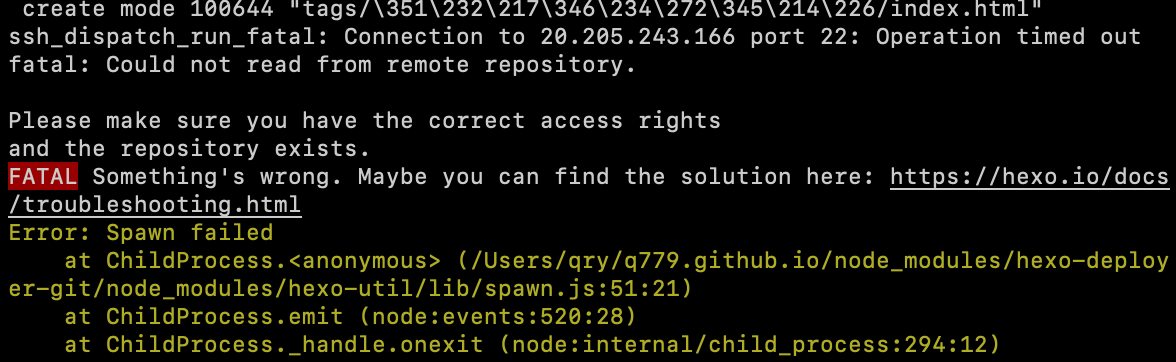 create mode 100644 "tags/\351\232\217\346\234\272\345\214\226/index.html"
ssh_dispatch_run_fatal: Connection to 20.205.243.166 port 22: Operation timed out
fatal: Could not read from remote repository.

Please make sure you have the correct access rights
and the repository exists.
FATAL Something's wrong. Maybe you can find the solution here: https://hexo.io/docs
/troubleshooting.html
Error: Spawn failed
    at ChildProcess.<anonymous> (/Users/qry/q779.github.io/node_modules/hexo-deploy
er-git/node_modules/hexo-util/lib/spawn.js:51:21)
    at ChildProcess.emit (node:events:520:28)
    at ChildProcess._handle.onexit (node:internal/child_process:294:12)